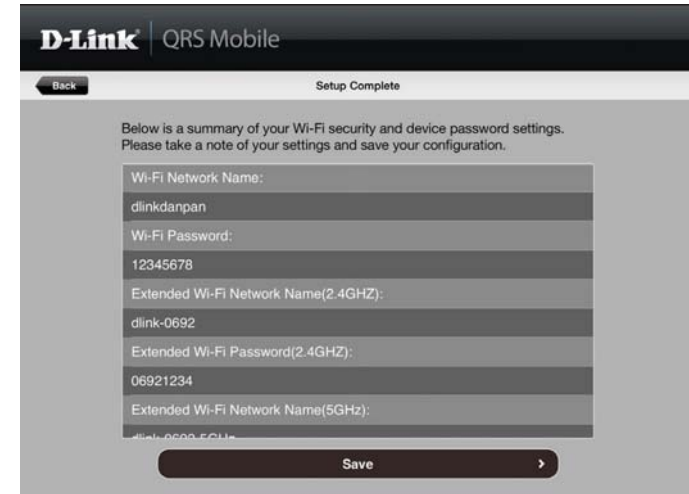 D-Link QRS Mobile
Back
Setup Complete
Below is a summary of your Wi-Fi security and device password settings.
Please take a note of your settings and save your configuration.
Wi-Fi Network Name:
dlinkdanpan
Wi-Fi Password:
12345678
Extended Wi-Fi Network Name(2.4GHZ):
dlink-0692
Extended Wi-Fi Password(2.4GHZ):
06921234
Extended Wi-Fi Network Name(5GHz):
Save